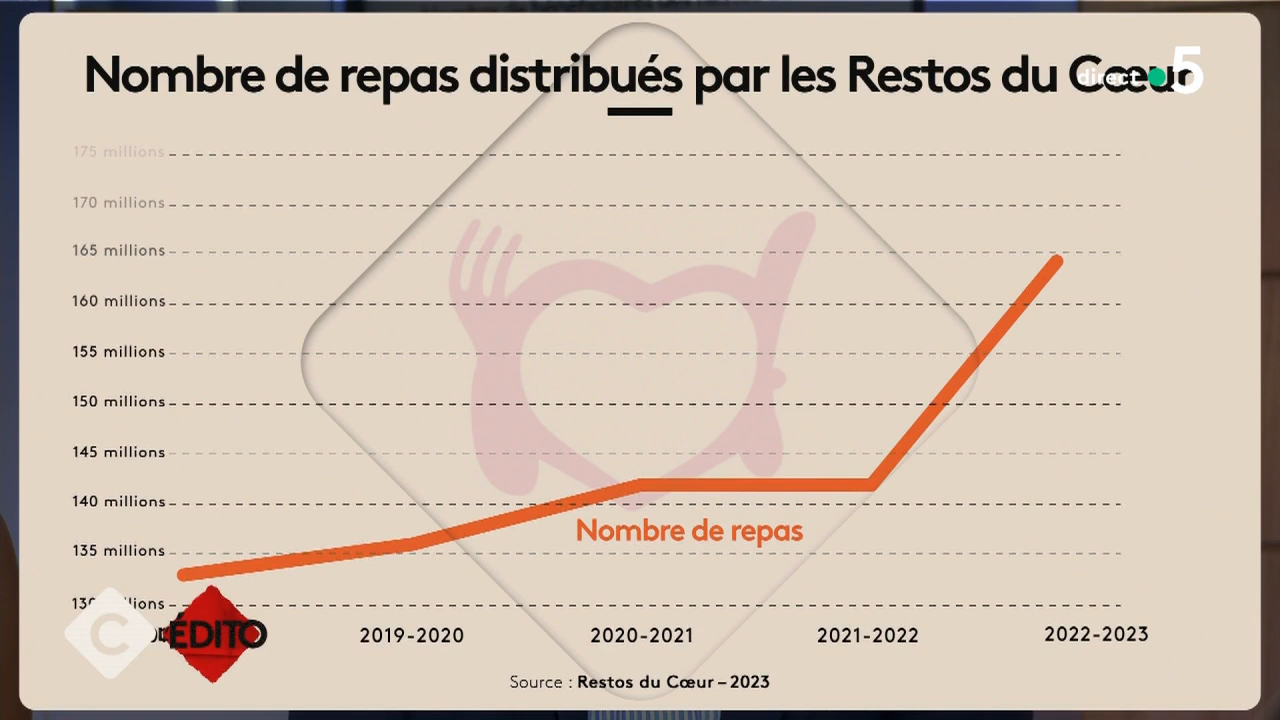 Nombre de repas distribués par les Restos du Cœur
direct 5
175 millions
170 millions
165 millions
160 millions
155 millions
150 millions
145 millions
140 millions
Nombre de repas
135 millions
C
ÉDITO
2019-2020
2020-2021
2021-2022
2022-2023
Source : Restos du Cœur – 2023